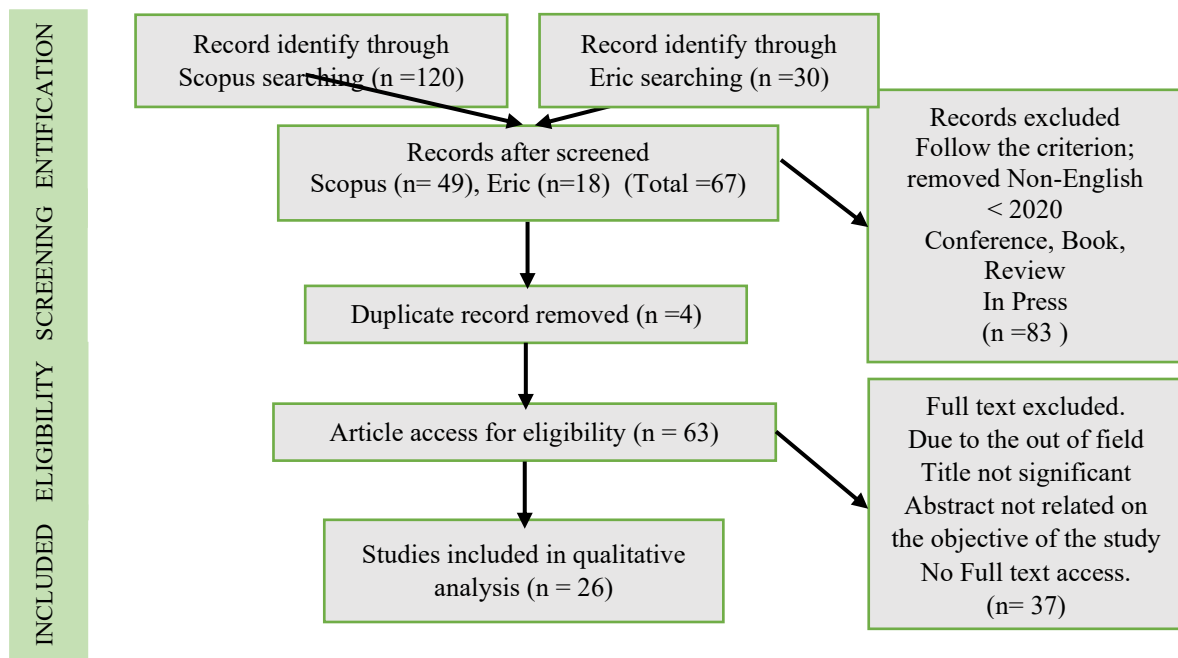 Record identify through
Scopus searching (n =120)
Record identify through
Eric searching (n =30)
Records after screened
Scopus (n= 49), Eric (n=18) (Total =67)
Records excluded
Follow the criterion;
removed Non-English
< 2020
Conference, Book,
Review
In Press
(n =83 )
Duplicate record removed (n =4)
Article access for eligibility (n = 63)
Full text excluded.
Due to the out of field
Title not significant
Abstract not related on
the objective of the study
No Full text access.
(n= 37)
Studies included in qualitative
analysis (n = 26)
INCLUDED ELIGIBILITY SCREENING ENTIFICATION